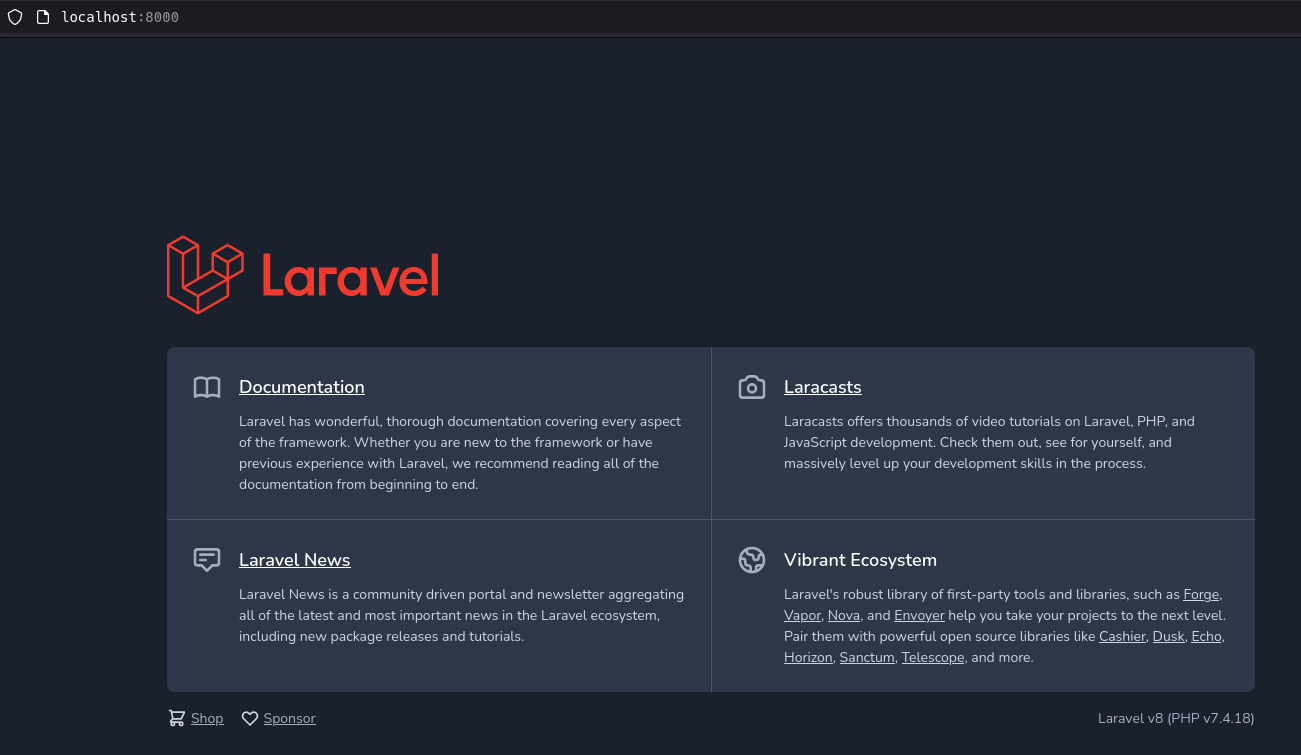 localhost:8000
Laravel
Documentation
Laravel has wonderful, thorough documentation covering every aspect
of the framework. Whether you are new to the framework or have
previous experience with Laravel, we recommend reading all of the
documentation from beginning to end.
Laracasts
Laracasts offers thousands of video tutorials on Laravel, PHP, and
JavaScript development. Check them out, see for yourself, and
massively level up your development skills in the process.
Laravel News
Laravel News is a community driven portal and newsletter aggregating
all of the latest and most important news in the Laravel ecosystem,
including new package releases and tutorials.
Vibrant Ecosystem
Laravel's robust library of first-party tools and libraries, such as Forge,
Vapor, Nova, and Envoyer help you take your projects to the next level.
Pair them with powerful open source libraries like Cashier, Dusk, Echo,
Horizon, Sanctum, Telescope, and more.
Shop Sponsor Laravel v8 (PHP v7.4.18)